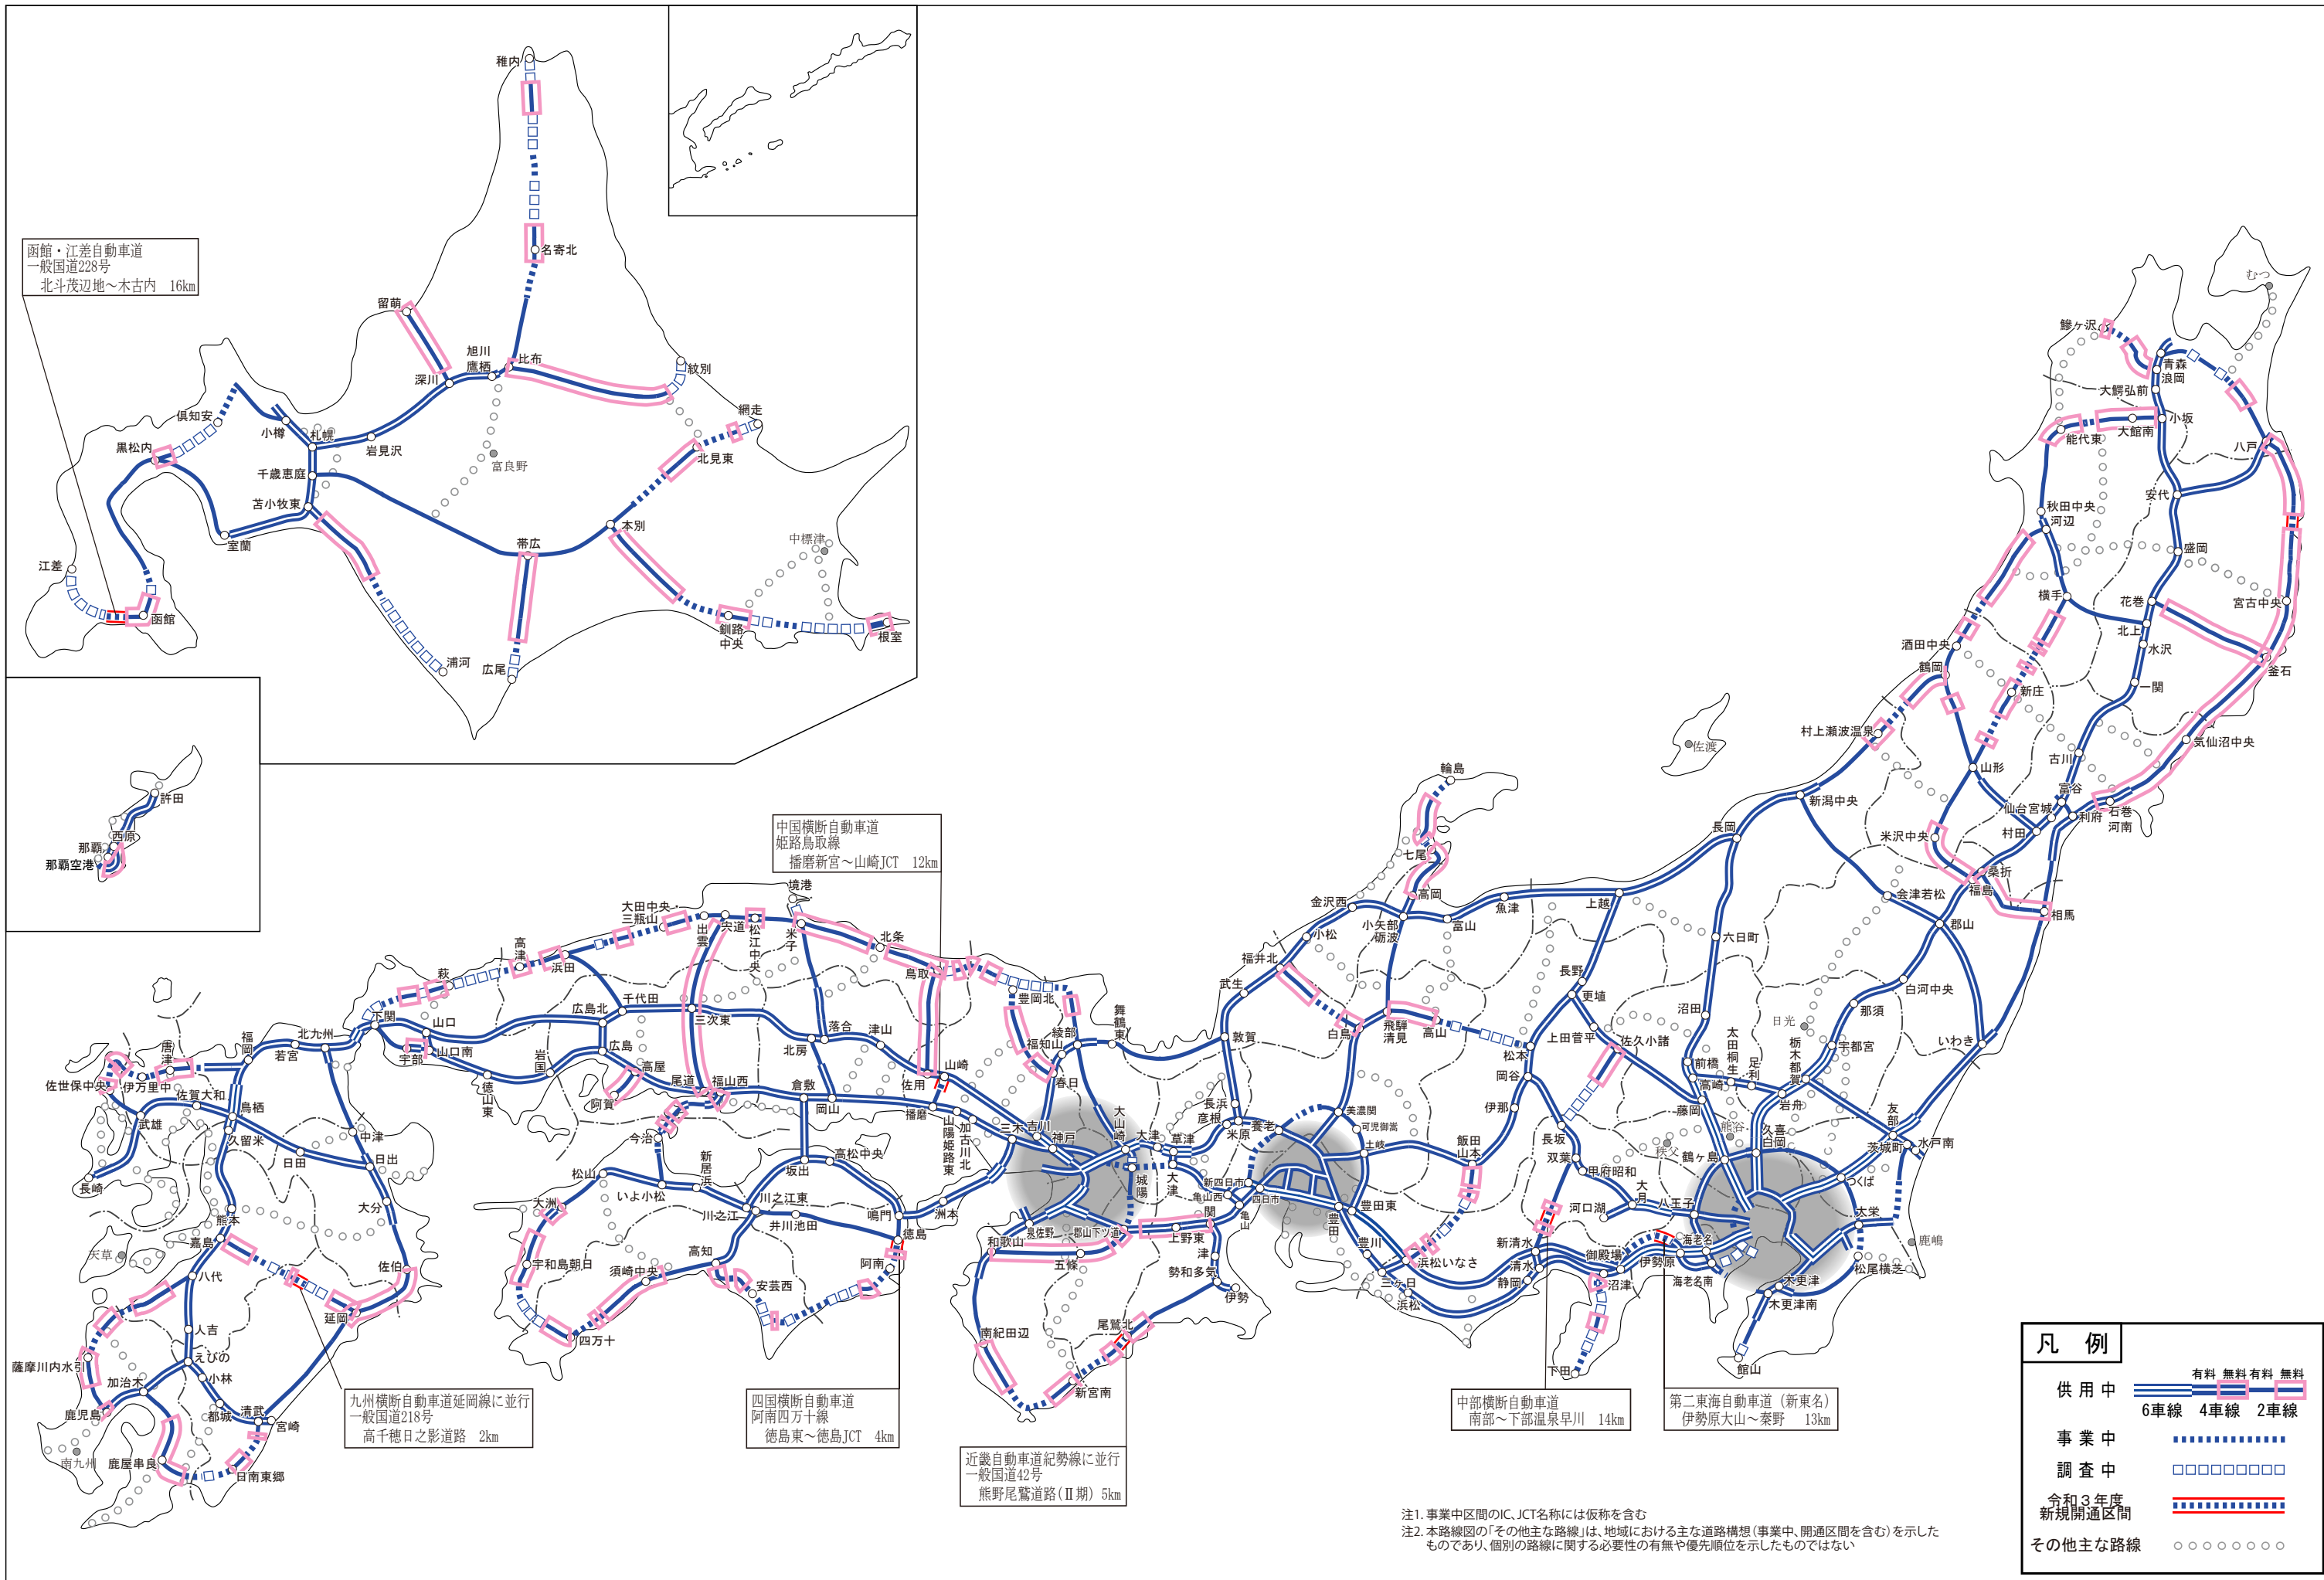 稚内
名寄北
函館・江差自動車道
一般国道228号
北斗茂辺地～木古内 16km
留萌
旭川
鷹栖
比布
深川
紋別
網走
倶知安
小樽
札幌
岩見沢
黒松内
北見東
富良野
千歳恵庭
苫小牧東
本別
室蘭
帯広
中標津
江差
函館
釧路
中央
根室
浦河
広尾
許田
西原
那覇
那覇空港
むつ
鰺ヶ沢
青森
浪岡
大鰐弘前
小坂
能代東
大館南
八戸
安代
秋田中央
河辺
盛岡
横手
花巻
宮古中央
北上
水沢
酒田中央
鶴岡
釜石
新庄
一関
村上瀬波温泉
気仙沼中央
佐渡
山形
古川
富谷
新潟中央
仙台宮城
利府
石巻
河南
村田
米沢中央
長岡
桑折
福島
会津若松
相馬
郡山
輪島
七尾
高岡
金沢西
魚津
上越
小矢部
砺波
富山
小松
六日町
福井北
長野
武生
更埴
白河中央
沼田
那須
日光
白鳥
飛騨
清見
高山
敦賀
松本
上田菅平
佐久小諸
太田桐生
足利
栃木都賀
宇都宮
いわき
前橋
高崎
岡谷
藤岡
岩舟
友部
伊那
熊谷
久喜
白岡
茨城町
水戸南
長坂
秩父
鶴ヶ島
双葉
甲府昭和
つくば
大月
河口湖
八王子
大栄
鹿嶋
松尾横芝
新清水
御殿場
海老名
伊勢原
海老名南
木更津
木更津南
清水
静岡
沼津
下田
館山
中国横断自動車道
姫路鳥取線
播磨新宮～山崎JCT 12km
境港
大田中央・
三瓶山
出雲
宍道
松江中央
米子
北条
鳥取
高津
浜田
萩
豊岡北
舞鶴東
綾部
福知山
広島北
千代田
三次東
落合
津山
北房
下関
山口
北九州
福岡
若宮
宇部
山口南
岩国
広島
徳山東
高屋
尾道
福山西
倉敷
岡山
佐用
山崎
春日
阿賀
播磨
山陽姫路東
加古川北
三木
吉川
神戸
大山崎
大津
草津
彦根
長浜
米原
養老
美濃関
可児御嵩
土岐
飯田
山本
大津
城陽
新四日市
亀山西
四日市
亀山
関
豊田
豊田東
唐津
佐世保中央
伊万里中
佐賀大和
鳥栖
武雄
久留米
中津
日田
日出
長崎
大分
熊本
嘉島
天草
佐伯
八代
延岡
人吉
えびの
小林
薩摩川内水引
加治木
鹿児島
都城
清武
宮崎
南九州
鹿屋串良
日南東郷
今治
松山
新居浜
坂出
高松中央
いよ小松
川之江東
大洲
川之江
井川池田
鳴門
洲本
徳島
高知
宇和島朝日
須崎中央
安芸西
阿南
四万十
和歌山
泉佐野
郡山下ツ道
上野東
五條
津
勢和多気
伊勢
豊川
浜松いなさ
三ヶ日
浜松
南紀田辺
尾鷲北
新宮南
九州横断自動車道延岡線に並行
一般国道218号
高千穂日之影道路 2km
四国横断自動車道
阿南四万十線
徳島東～徳島JCT 4km
近畿自動車道紀勢線に並行
一般国道42号
熊野尾鷲道路(Ⅱ期) 5km
中部横断自動車道
南部～下部温泉早川 14km
第二東海自動車道（新東名）
伊勢原大山～秦野 13km
注1. 事業中区間のIC、JCT名称には仮称を含む
注2. 本路線図の「その他主な路線」は、地域における主な道路構想(事業中、開通区間を含む)を示した
ものであり、個別の路線に関する必要性の有無や優先順位を示したものではない
凡 例
有料 無料 有料 無料
供用中
6車線 4車線 2車線
事業中
調査中
令和3年度
新規開通区間
その他主な路線